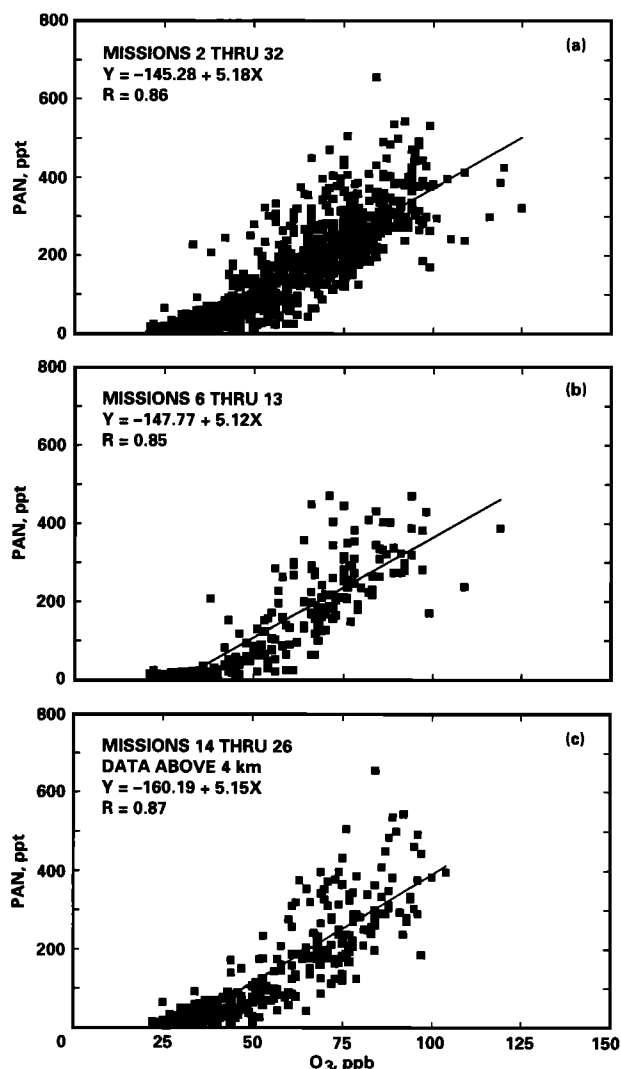 800
(a)
MISSIONS 2 THRU 32
Y = −145.28 + 5.18X
R = 0.86
600
PAN, ppt
400
200
0
800
(b)
MISSIONS 6 THRU 13
Y = −147.77 + 5.12X
R = 0.85
600
PAN, ppt
400
200
0
800
(c)
MISSIONS 14 THRU 26
DATA ABOVE 4 km
Y = −160.19 + 5.15X
R = 0.87
600
PAN, ppt
400
200
0
0 25 50 75 100 125 150
O3, ppb